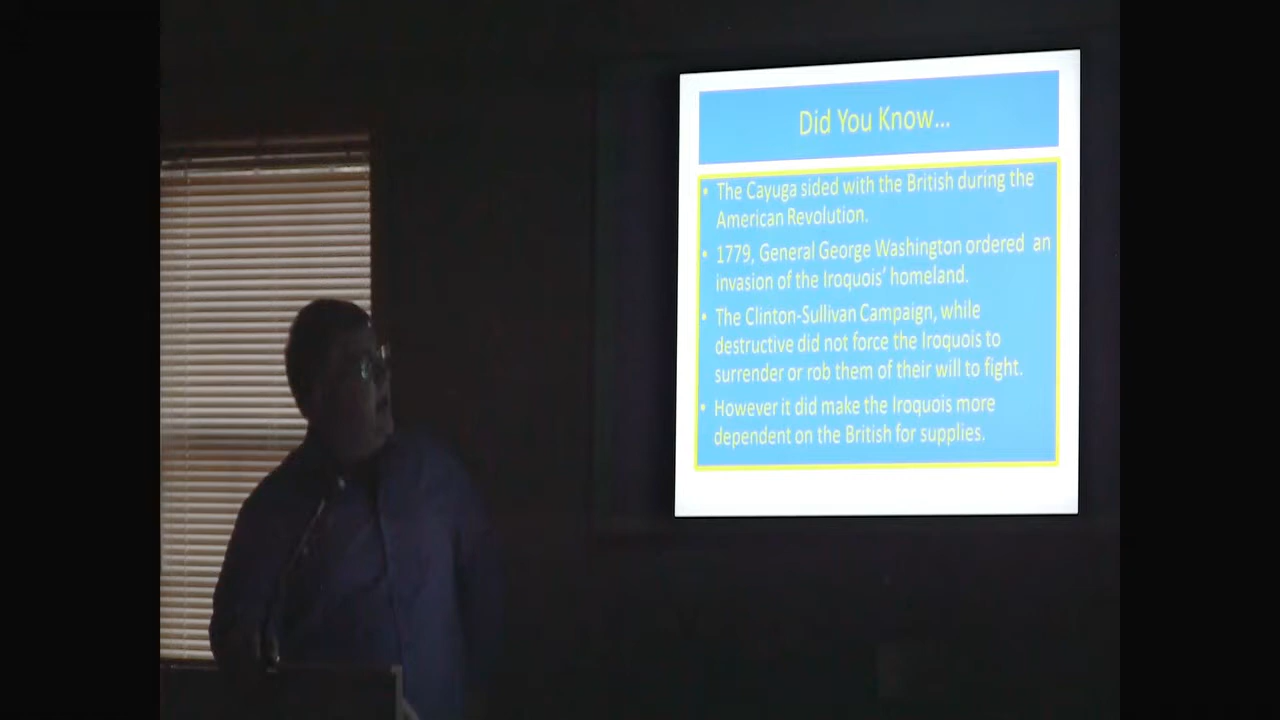 Did You Know...
• The Cayuga sided with the British during the
American Revolution.
• 1779, General George Washington ordered an
invasion of the Iroquois' homeland.
• The Clinton-Sullivan Campaign, while
destructive did not force the Iroquois to
surrender or rob them of their will to fight.
• However it did make the Iroquois more
dependent on the British for supplies.